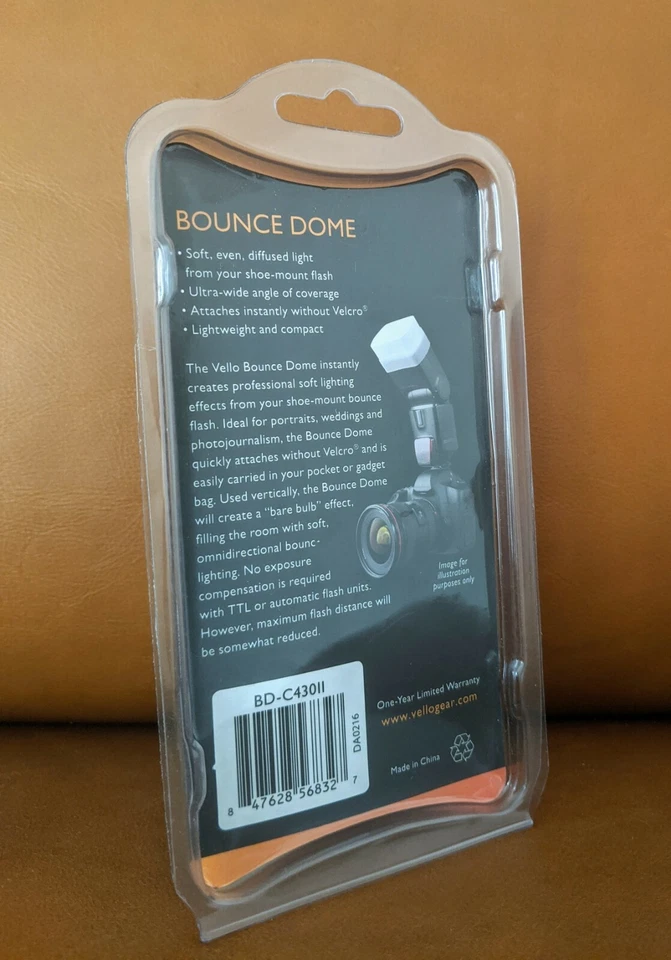 BOUNCE DOME
• Soft, even, diffused light
from your shoe-mount flash
• Ultra-wide angle of coverage
• Attaches instantly without Velcro®
• Lightweight and compact
The Vello Bounce Dome instantly
creates professional soft lighting
effects from your shoe-mount bounce
flash. Ideal for portraits, weddings and
photojournalism, the Bounce Dome
quickly attaches without Velcro® and is
easily carried in your pocket or gadget
bag. Used vertically, the Bounce Dome
will create a "bare bulb" effect,
filling the room with soft,
omnidirectional bounc-
lighting. No exposure
compensation is required
with TTL or automatic flash units.
However, maximum flash distance will
be somewhat reduced.
Image for
illustration
purposes only
BD-C430II
DA0216
8 47628 56832 7
One-Year Limited Warranty
www.vellogear.com
Made in China